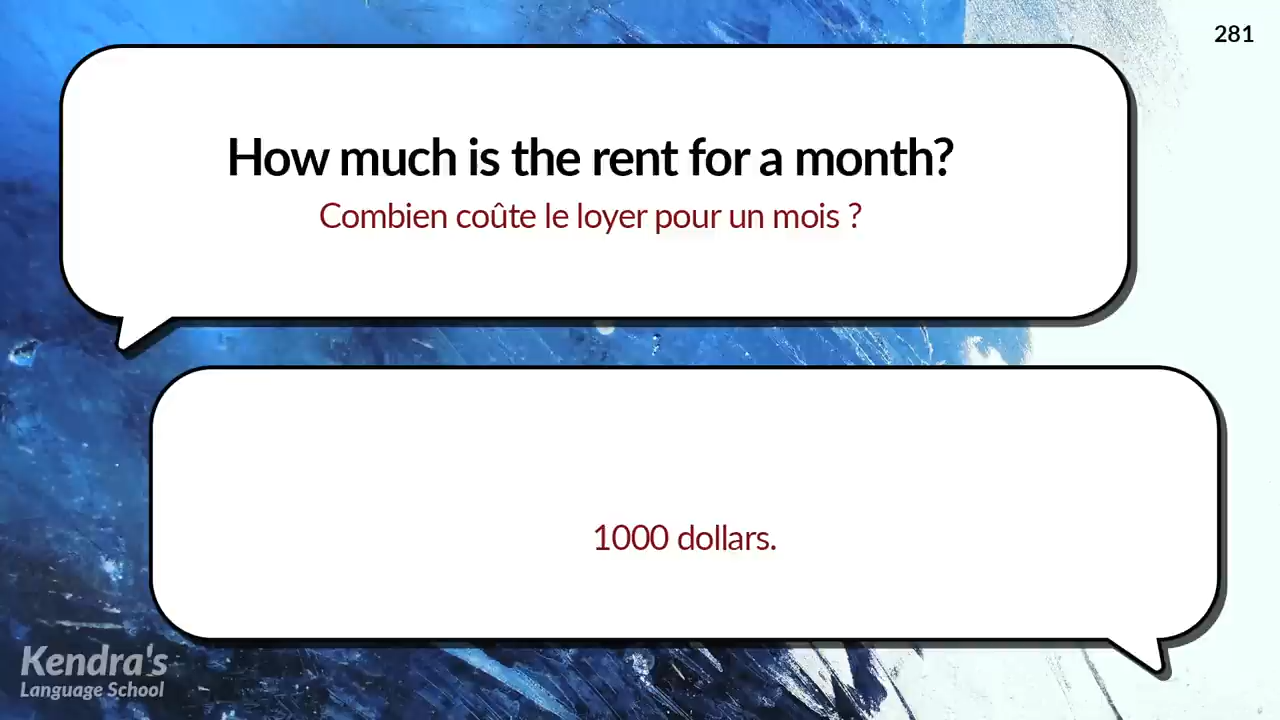 281
How much is the rent for a month?
Combien coûte le loyer pour un mois ?
1000 dollars.
Kendra's
Language School